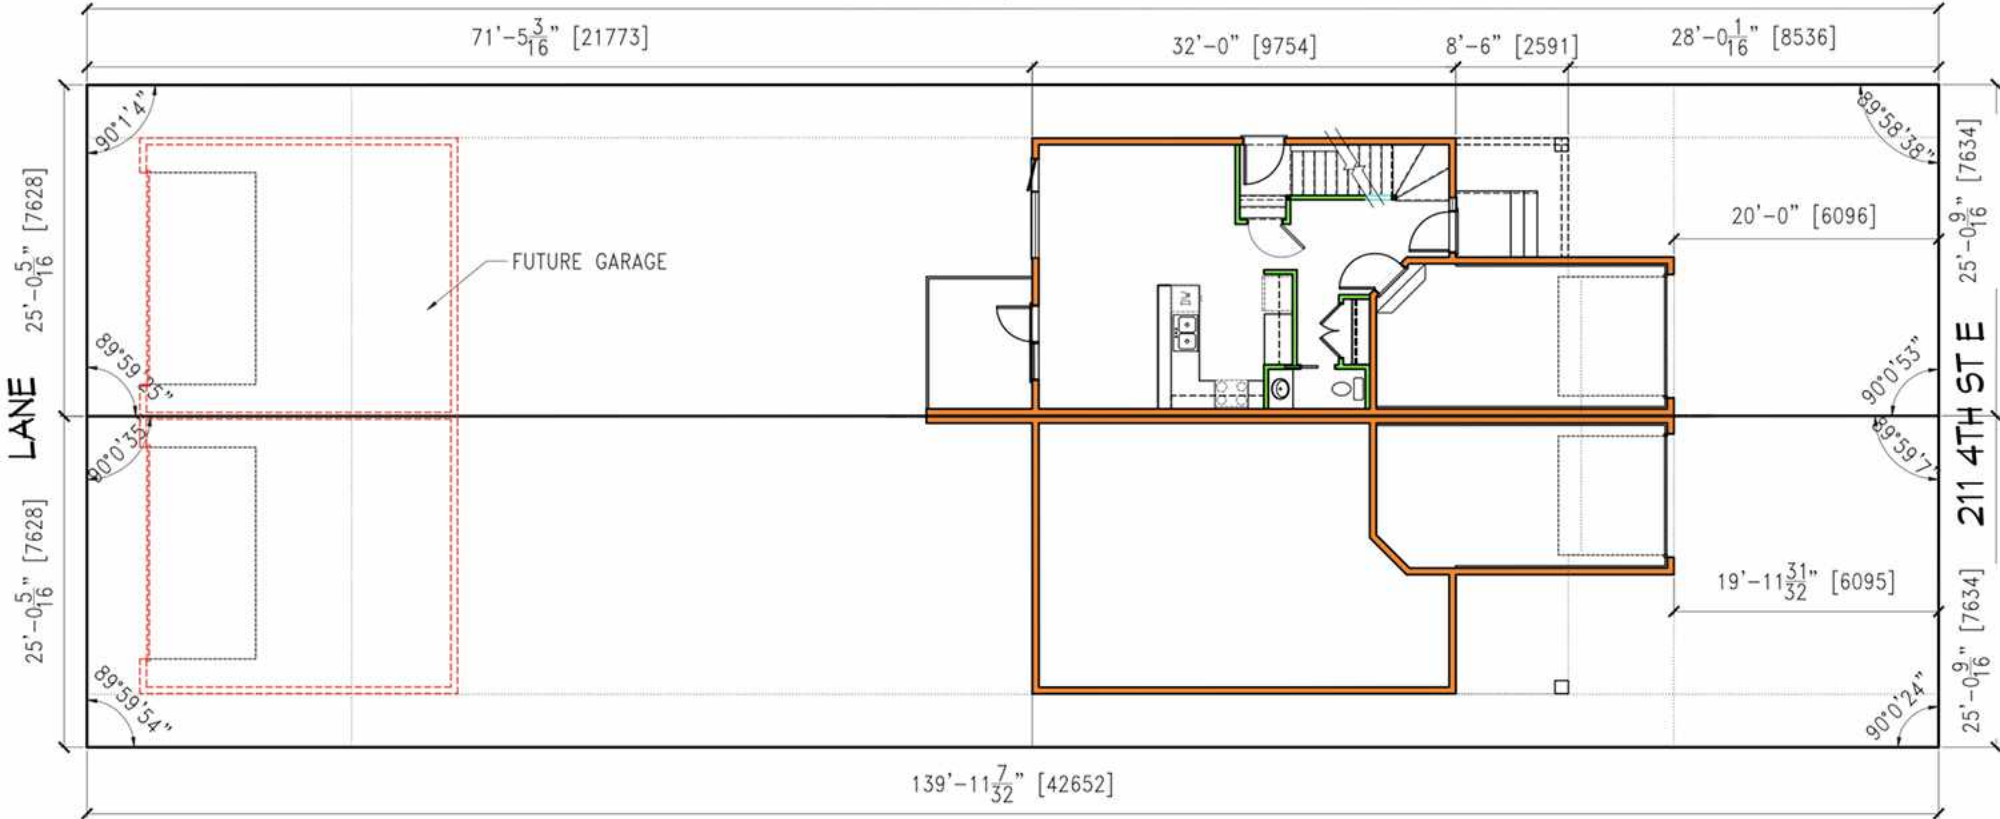 71'-5 3/16" [21773]
32'-0" [9754]
8'-6" [2591]
28'-0 1/16" [8536]
90°1'4"
89°58'38"
25'-0 5/16" [7628]
25'-0 9/16" [7634]
20'-0" [6096]
FUTURE GARAGE
DW
89°59'25"
90°0'53"
LANE
211 4TH ST E
90°0'35"
89°59'7"
25'-0 5/16" [7628]
19'-11 31/32" [6095]
25'-0 9/16" [7634]
89°59'54"
90°0'24"
139'-11 7/32" [42652]